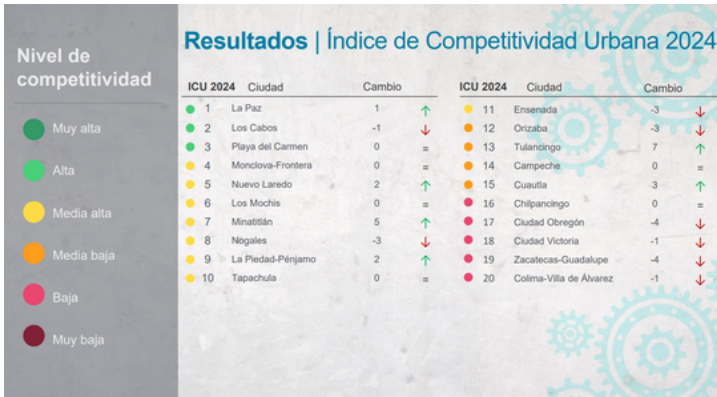 Nivel de
competitividad
Muy alta
Alta
Media alta
Media baja
Baja
Muy baja
Resultados | Índice de Competitividad Urbana 2024
ICU 2024 Ciudad Cambio
1 La Paz 1 ↑
2 Los Cabos -1 ↓
3 Playa del Carmen 0 =
4 Monclova-Frontera 0 =
5 Nuevo Laredo 2 ↑
6 Los Mochis 0 =
7 Minatitlán 5 ↑
8 Nogales -3 ↓
9 La Piedad-Pénjamo 2 ↑
10 Tapachula 0 =
ICU 2024 Ciudad Cambio
11 Ensenada -3 ↓
12 Orizaba -3 ↓
13 Tulancingo 7 ↑
14 Campeche 0 =
15 Cuautla 3 ↑
16 Chilpancingo 0 =
17 Ciudad Obregón -4 ↓
18 Ciudad Victoria -1 ↓
19 Zacatecas-Guadalupe -4 ↓
20 Colima-Villa de Álvarez -1 ↓